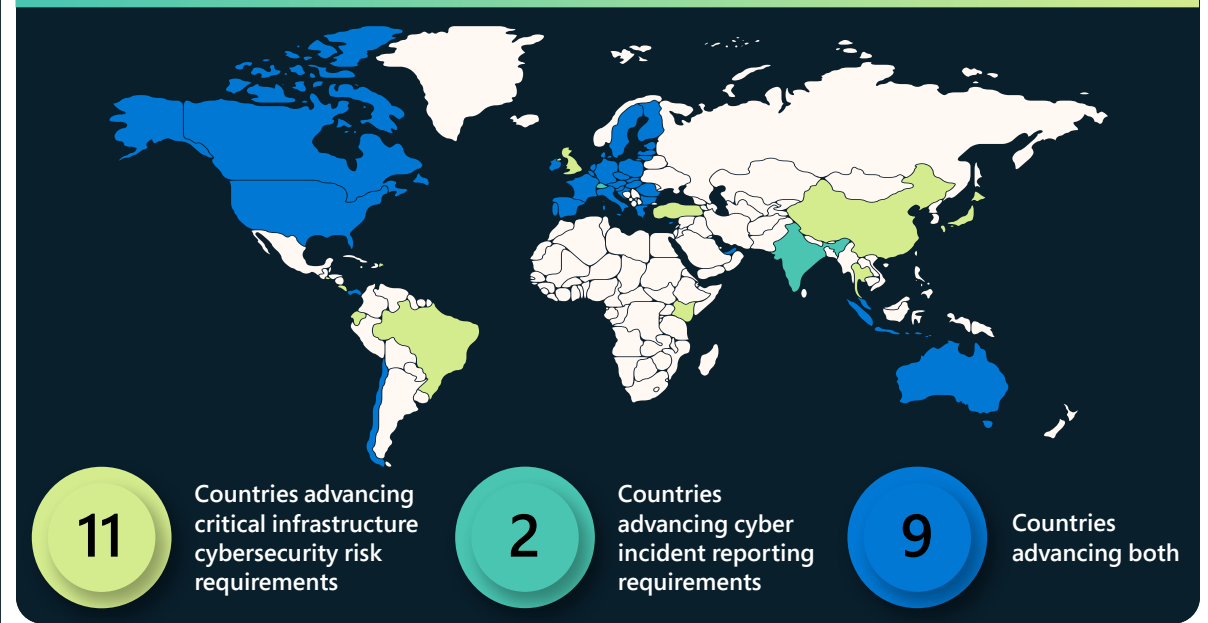 11
Countries advancing
critical infrastructure
cybersecurity risk
requirements
2
Countries
advancing cyber
incident reporting
requirements
9
Countries
advancing both